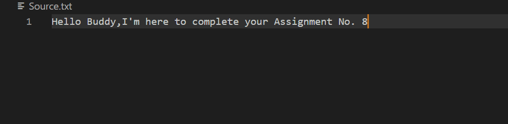 Source.txt
1 Hello Buddy,I'm here to complete your Assignment No. 8